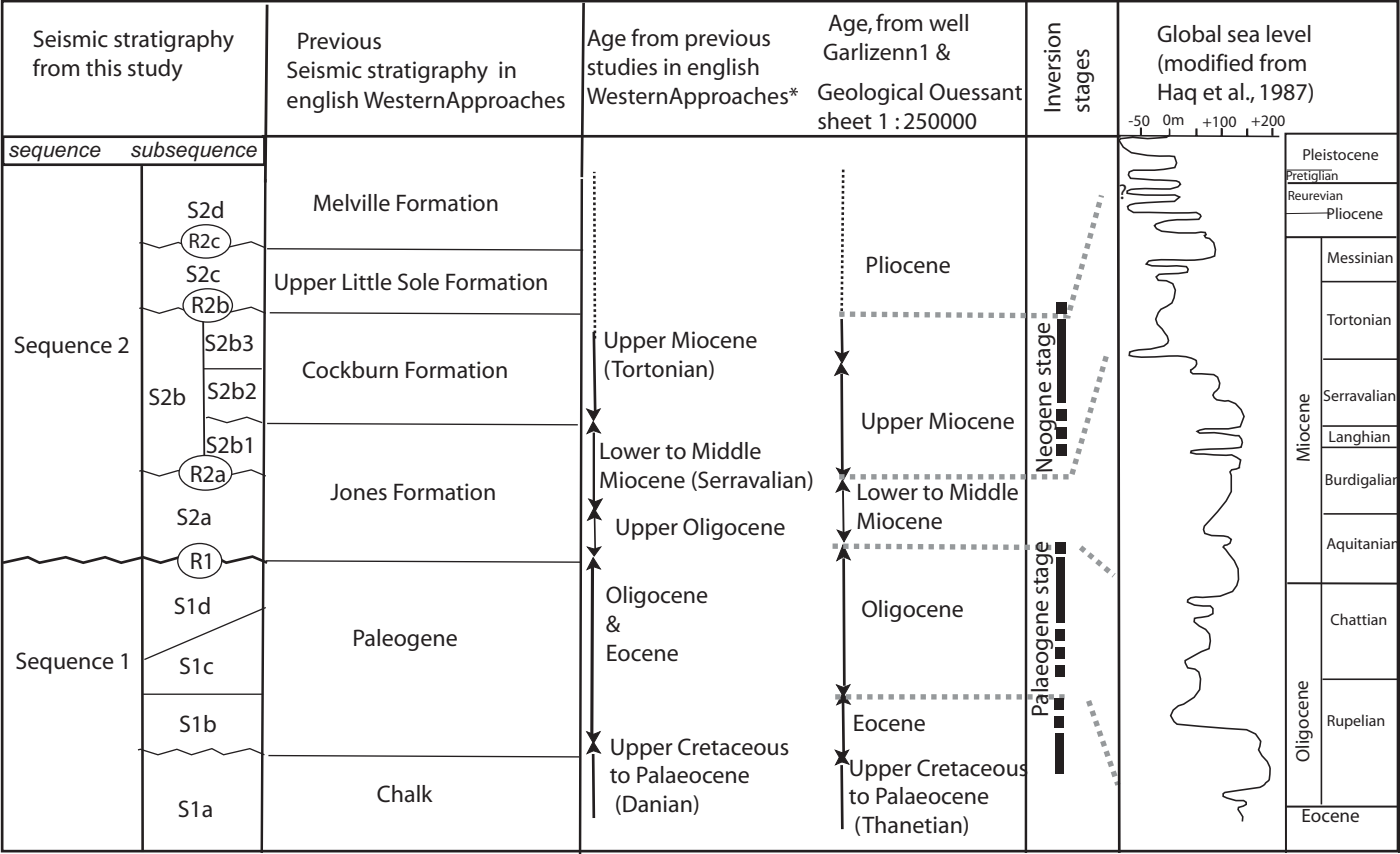 Seismic stratigraphy
from this study
Previous
Seismic stratigraphy in
english WesternApproaches
Age from previous
studies in english
WesternApproaches*
Age, from well
Garlizenn1 &
Geological Ouessant
sheet 1 : 250000
Inversion
stages
Global sea level
(modified from
Haq et al., 1987)
-50 0m +100 +200
sequence subsequence
S2d
R2c
S2c
R2b
S2b3
S2b
S2b2
S2b1
R2a
S2a
R1
S1d
S1c
S1b
S1a
Sequence 2
Sequence 1
Melville Formation
Upper Little Sole Formation
Cockburn Formation
Jones Formation
Paleogene
Chalk
Upper Miocene
(Tortonian)
Lower to Middle
Miocene (Serravalian)
Upper Oligocene
Oligocene
&
Eocene
Upper Cretaceous
to Palaeocene
(Danian)
Pliocene
Upper Miocene
Lower to Middle
Miocene
Oligocene
Eocene
Upper Cretaceous
to Palaeocene
(Thanetian)
Neogene stage
Palaeogene stage
?
Pleistocene
Pretiglian
Reurevian
Pliocene
Miocene
Messinian
Tortonian
Serravalian
Langhian
Burdigalian
Aquitanian
Oligocene
Chattian
Rupelian
Eocene